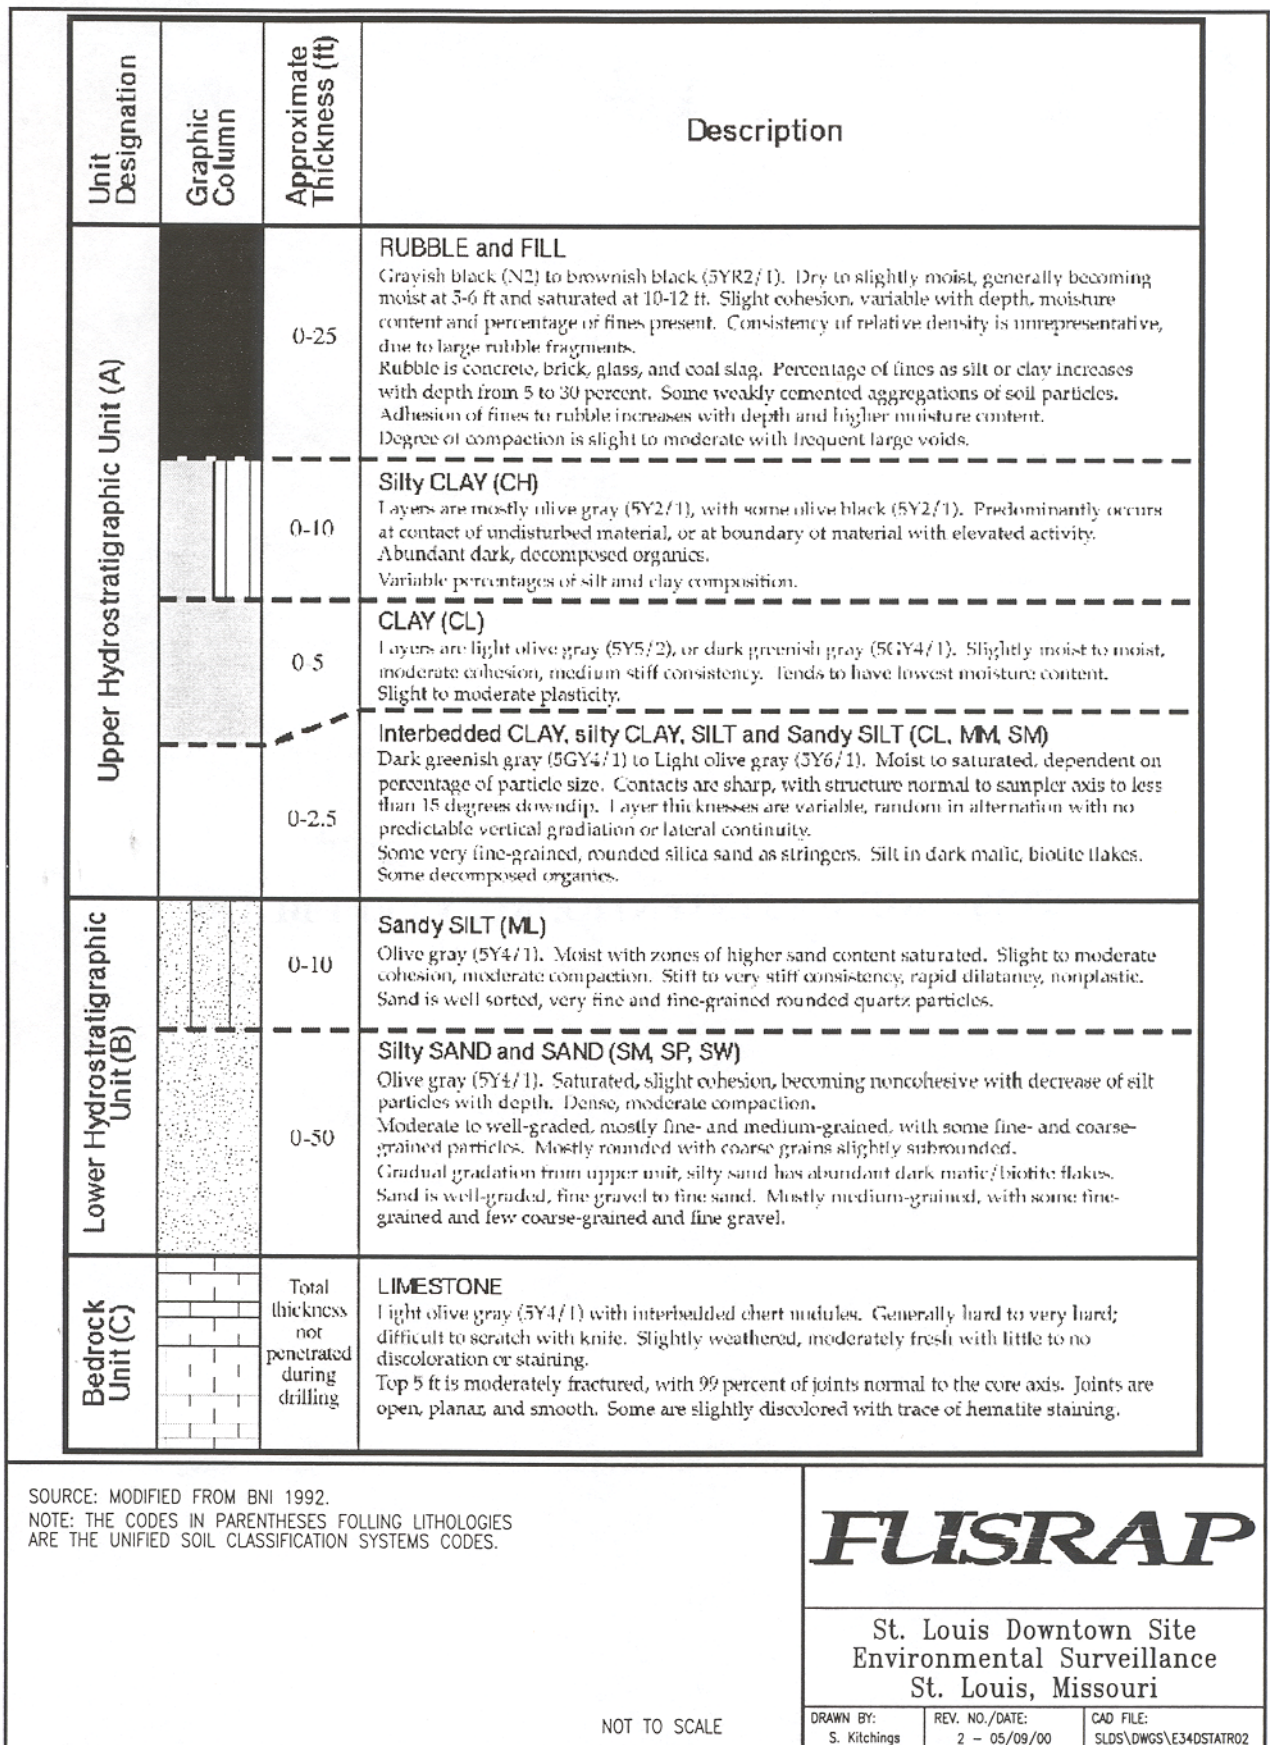 Unit Designation
Graphic Column
Approximate Thickness (ft)
Description
Upper Hydrostratigraphic Unit (A)
0-25
RUBBLE and FILL
Grayish black (N2) to brownish black (5YR2/1). Dry to slightly moist, generally becoming
moist at 5-6 ft and saturated at 10-12 ft. Slight cohesion, variable with depth, moisture
content and percentage of fines present. Consistency of relative density is unrepresentative,
due to large rubble fragments.
Rubble is concrete, brick, glass, and coal slag. Percentage of fines as silt or clay increases
with depth from 5 to 30 percent. Some weakly cemented aggregations of soil particles.
Adhesion of fines to rubble increases with depth and higher moisture content.
Degree of compaction is slight to moderate with frequent large voids.
0-10
Silty CLAY (CH)
Layers are mostly olive gray (5Y2/1), with some olive black (5Y2/1). Predominantly occurs
at contact of undisturbed material, or at boundary of material with elevated activity.
Abundant dark, decomposed organics.
Variable percentages of silt and clay composition.
0-5
CLAY (CL)
Layers are light olive gray (5Y5/2), or dark greenish gray (5GY4/1). Slightly moist to moist,
moderate cohesion, medium stiff consistency. Tends to have lowest moisture content.
Slight to moderate plasticity.
0-2.5
Interbedded CLAY, silty CLAY, SILT and Sandy SILT (CL, MM, SM)
Dark greenish gray (5GY4/1) to Light olive gray (5Y6/1). Moist to saturated, dependent on
percentage of particle size. Contacts are sharp, with structure normal to sampler axis to less
than 15 degrees downdip. Layer thicknesses are variable, random in alternation with no
predictable vertical gradiation or lateral continuity.
Some very fine-grained, rounded silica sand as stringers. Silt in dark mafic, biotite flakes.
Some decomposed organics.
Lower Hydrostratigraphic Unit (B)
0-10
Sandy SILT (ML)
Olive gray (5Y4/1). Moist with zones of higher sand content saturated. Slight to moderate
cohesion, moderate compaction. Stiff to very stiff consistency, rapid dilatancy, nonplastic.
Sand is well sorted, very fine and fine-grained rounded quartz particles.
0-50
Silty SAND and SAND (SM, SP, SW)
Olive gray (5Y4/1). Saturated, slight cohesion, becoming noncohesive with decrease of silt
particles with depth. Dense, moderate compaction.
Moderate to well-graded, mostly fine- and medium-grained, with some fine- and coarse-
grained particles. Mostly rounded with coarse grains slightly subrounded.
Gradual gradation from upper unit, silty sand has abundant dark mafic/biotite flakes.
Sand is well-graded, fine gravel to fine sand. Mostly medium-grained, with some fine-
grained and few coarse-grained and fine gravel.
Bedrock Unit (C)
Total
thickness
not
penetrated
during
drilling
LIMESTONE
Light olive gray (5Y4/1) with interbedded chert nodules. Generally hard to very hard;
difficult to scratch with knife. Slightly weathered, moderately fresh with little to no
discoloration or staining.
Top 5 ft is moderately fractured, with 99 percent of joints normal to the core axis. Joints are
open, planar, and smooth. Some are slightly discolored with trace of hematite staining.
SOURCE: MODIFIED FROM BNI 1992.
NOTE: THE CODES IN PARENTHESES FOLLING LITHOLOGIES
ARE THE UNIFIED SOIL CLASSIFICATION SYSTEMS CODES.
NOT TO SCALE
FUSRAP
St. Louis Downtown Site
Environmental Surveillance
St. Louis, Missouri
DRAWN BY:
S. Kitchings
REV. NO./DATE:
2 - 05/09/00
CAD FILE:
SLDS\DWGS\E34DSTATR02